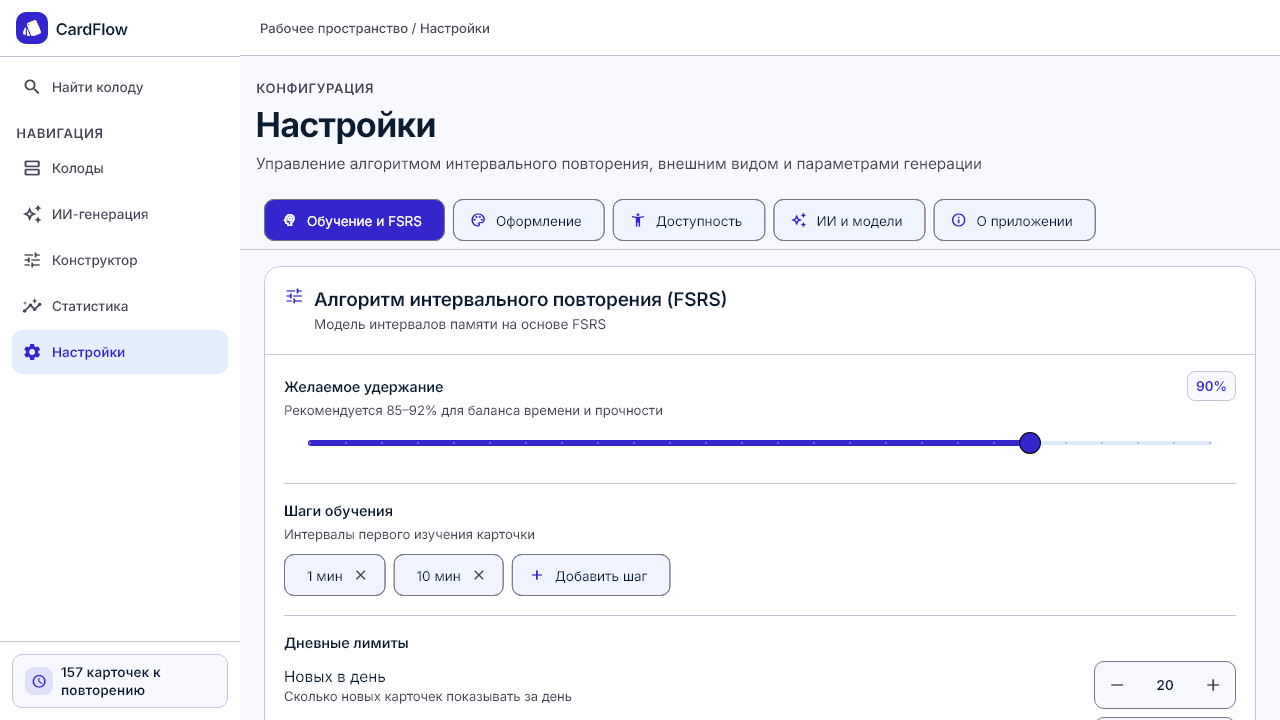 CardFlow
Найти колоду
НАВИГАЦИЯ
Колоды
ИИ-генерация
Конструктор
Статистика
Настройки
157 карточек к
повторению
Рабочее пространство / Настройки
КОНФИГУРАЦИЯ
Настройки
Управление алгоритмом интервального повторения, внешним видом и параметрами генерации
Обучение и FSRS
Оформление
Доступность
ИИ и модели
О приложении
Алгоритм интервального повторения (FSRS)
Модель интервалов памяти на основе FSRS
Желаемое удержание
90%
Рекомендуется 85–92% для баланса времени и прочности
Шаги обучения
Интервалы первого изучения карточки
1 мин
10 мин
Добавить шаг
Дневные лимиты
Новых в день
Сколько новых карточек показывать за день
20